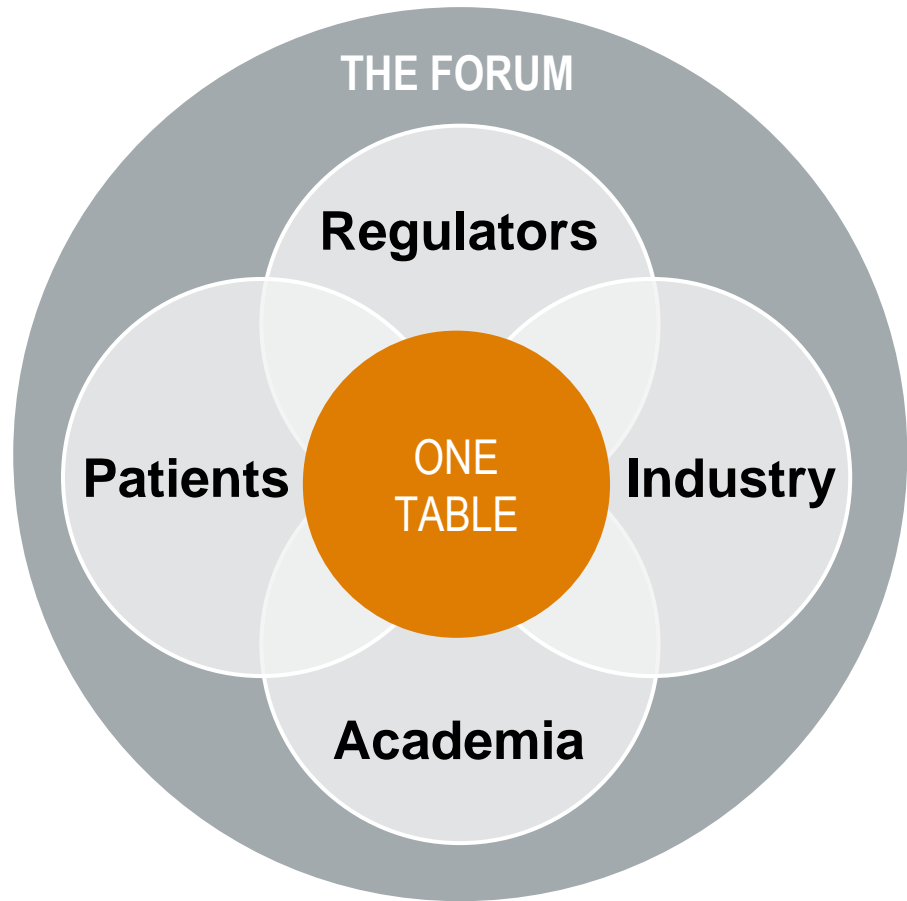 THE FORUM
Regulators
Patients
ONE
TABLE
Industry
Academia